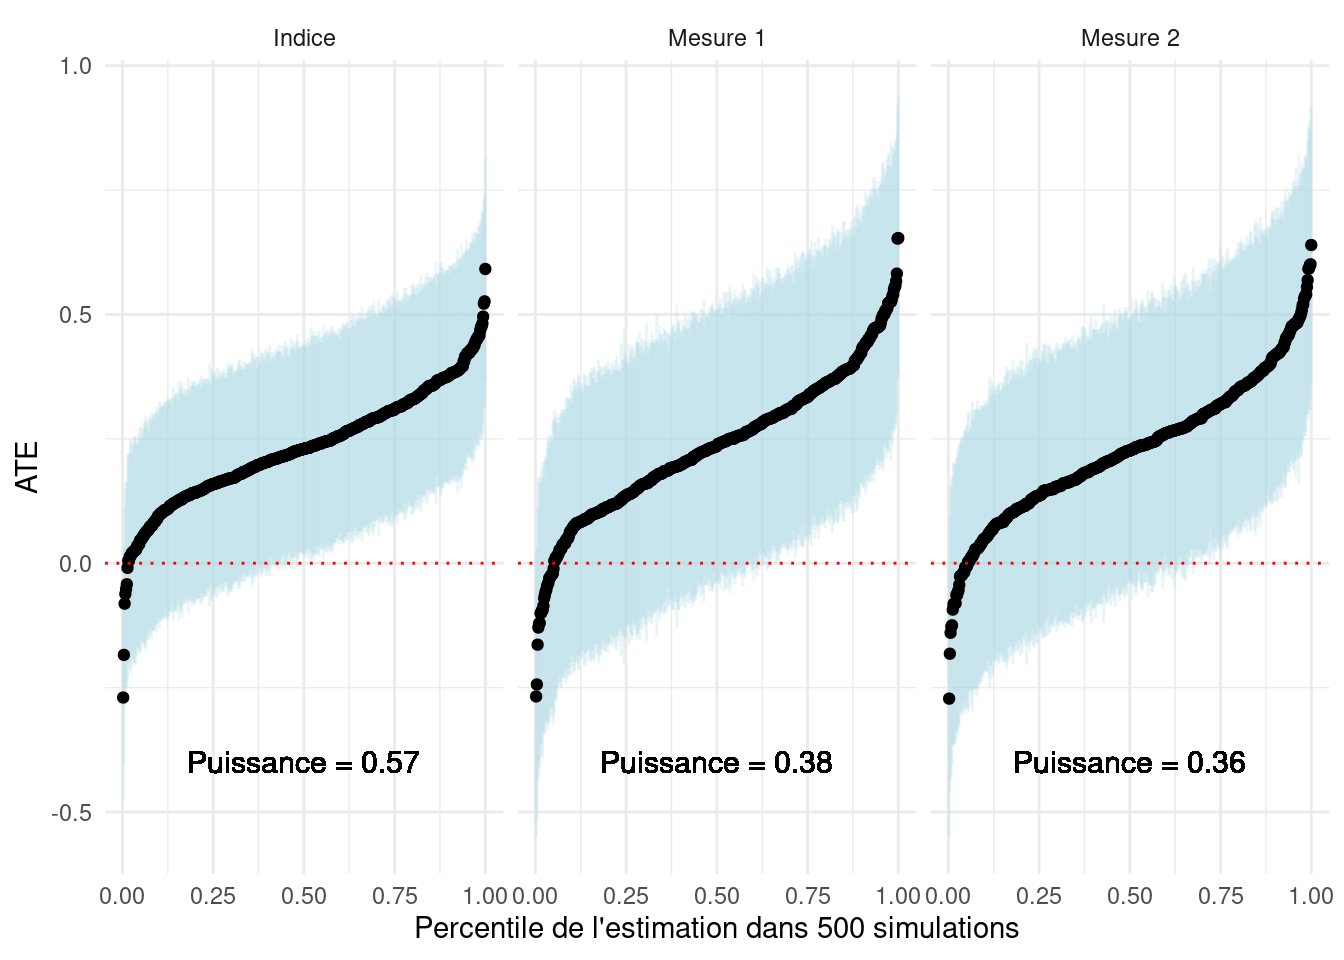 Indice
Mesure 1
Mesure 2
1.0
0.5
0.0
-0.5
ATE
Puissance = 0.57
Puissance = 0.38
Puissance = 0.36
0.00 0.25 0.50 0.75 1.00
0.00 0.25 0.50 0.75 1.00
0.00 0.25 0.50 0.75 1.00
Percentile de l'estimation dans 500 simulations